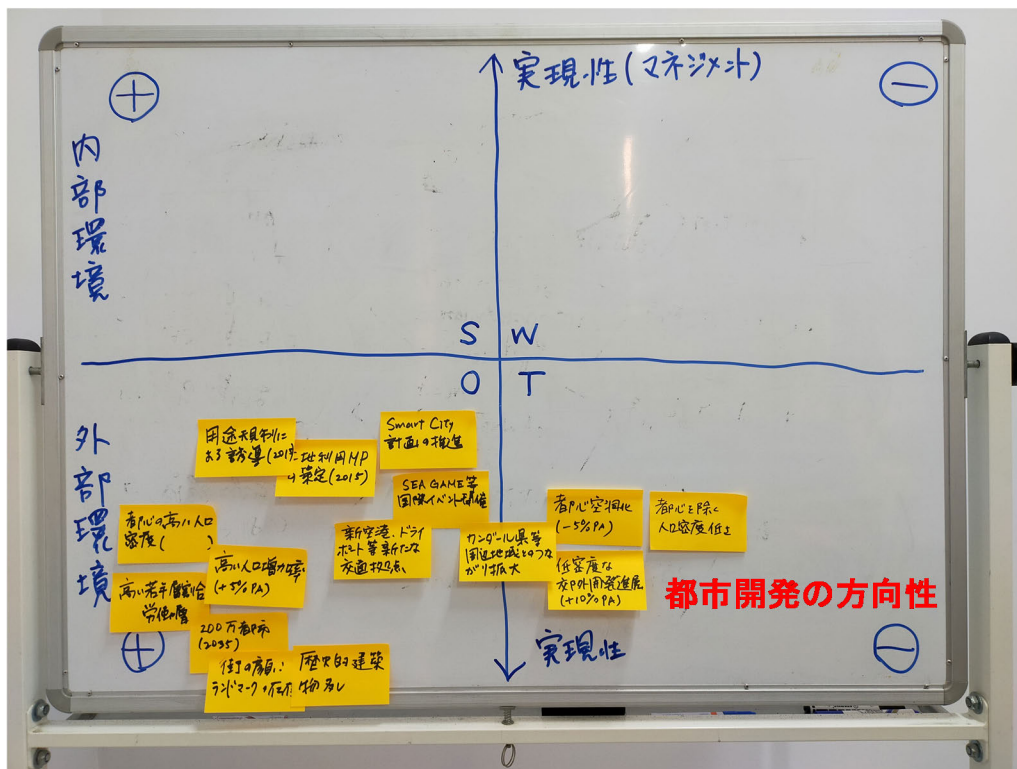 実現性(マネジメント)
+
−
内部環境
S W
O T
外部環境
Smart City
計画の推進
用途規制に
よる誘導(201
地利用MP
策定(2015)
SEA GAME等
国際イベント開催
都心の高い人口
密度(　　)
新空港、ドライ
ポート等新たな
交通拠点
カンダール県等
周辺地域とのつな
がり拡大
都心空洞化
(-5%PA)
都心を除く
人口密度低さ
高い人口増加率
(+5%PA)
低密度な
郊外開発進展
(+10%PA)
高い若手層割合
労働層
200万都市
(2035)
街の顔
ランドマーク
歴史的建築
物多し
都市開発の方向性
実現性
+
−